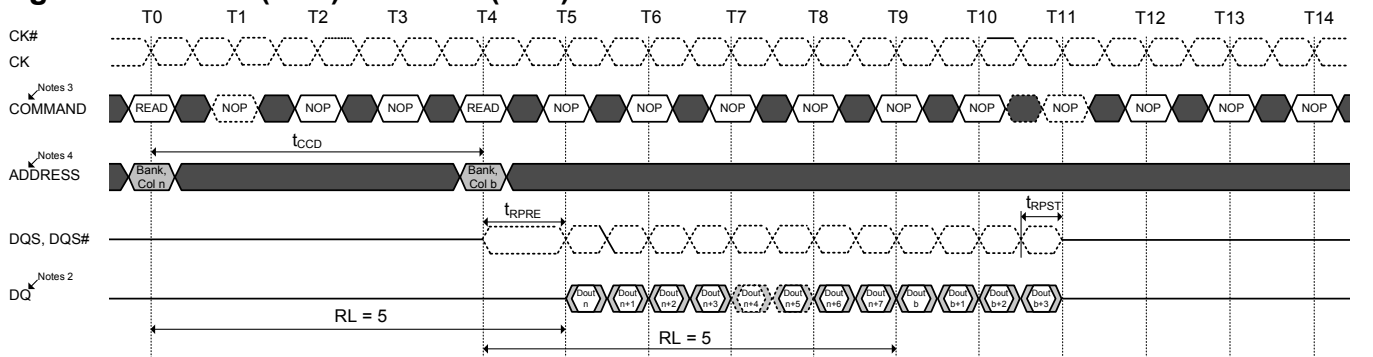 T0 T1 T2 T3 T4 T5 T6 T7 T8 T9 T10 T11 T12 T13 T14
CK#
CK
Notes 3
COMMAND READ NOP NOP NOP READ NOP NOP NOP NOP NOP NOP NOP NOP NOP NOP
tCCD
Notes 4
ADDRESS
Bank, Bank,
Col n Col b
tRPRE tRPST
DQS, DQS#
Notes 2
DQ
Dout Dout Dout Dout Dout Dout Dout Dout Dout Dout Dout Dout
n n+1 n+2 n+3 n+4 n+5 n+6 n+7 b b+1 b+2 b+3
RL = 5
RL = 5